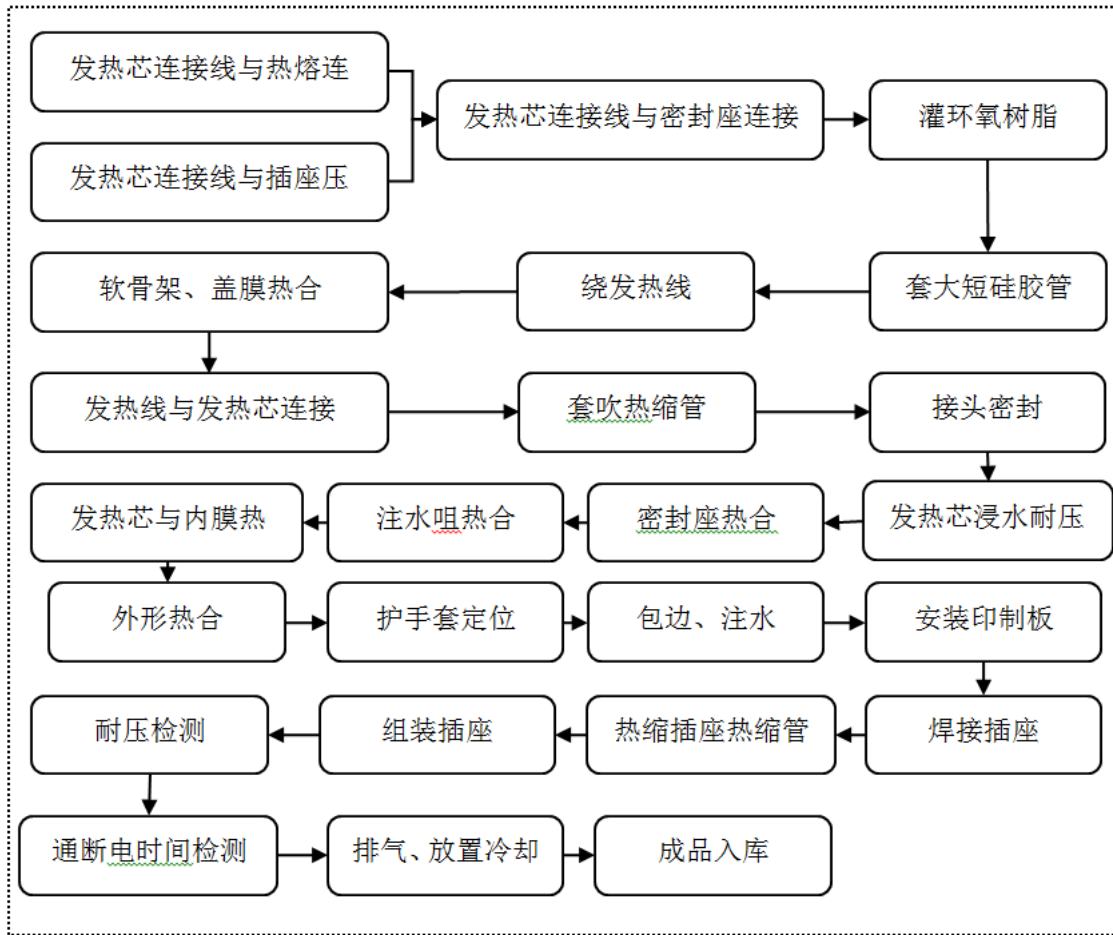 发热芯连接线与热熔连
发热芯连接线与密封座连接
灌环氧树脂
发热芯连接线与插座压
软骨架、盖膜热合
绕发热线
套大短硅胶管
发热线与发热芯连接
套吹热缩管
接头密封
发热芯与内膜热
注水咀热合
密封座热合
发热芯浸水耐压
外形热合
护手套定位
包边、注水
安装印制板
耐压检测
组装插座
热缩插座热缩管
焊接插座
通断电时间检测
排气、放置冷却
成品入库